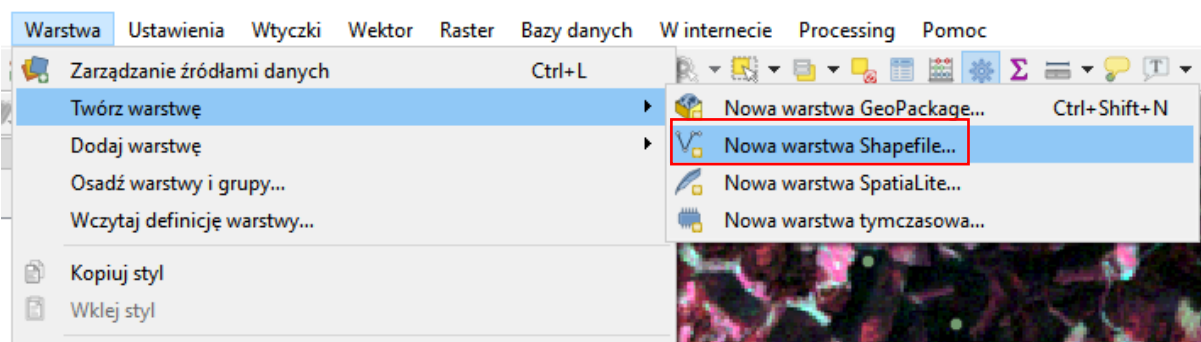 Warstwa Ustawienia Wtyczki Wektor Raster Bazy danych W internecie Processing Pomoc
Zarządzanie źródłami danych Ctrl+L
Twórz warstwę
Nowa warstwa GeoPackage... Ctrl+Shift+N
Dodaj warstwę
Nowa warstwa Shapefile...
Osadź warstwy i grupy...
Nowa warstwa SpatiaLite...
Wczytaj definicję warstwy...
Nowa warstwa tymczasowa...
Kopiuj styl
Wklej styl